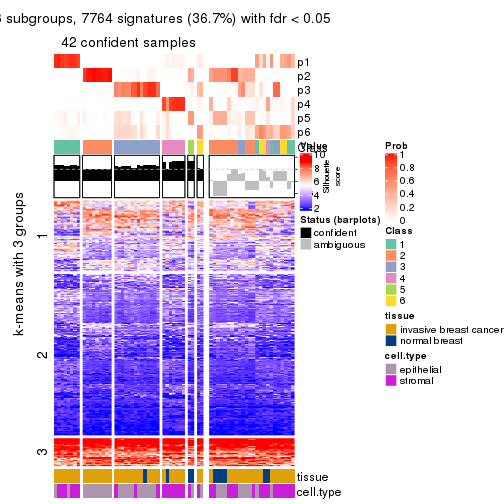 6 subgroups, 7764 signatures (36.7%) with fdr < 0.05
42 confident samples
p1
p2
p3
p4
p5
p6
Class
Silhouette
score
k-means with 3 groups
1
2
3
tissue
cell.type
Value
10
8
6
4
2
Status (barplots)
confident
ambiguous
Prob
1
0.8
0.6
0.4
0.2
0
Class
1
2
3
4
5
6
tissue
invasive breast cancer
normal breast
cell.type
epithelial
stromal